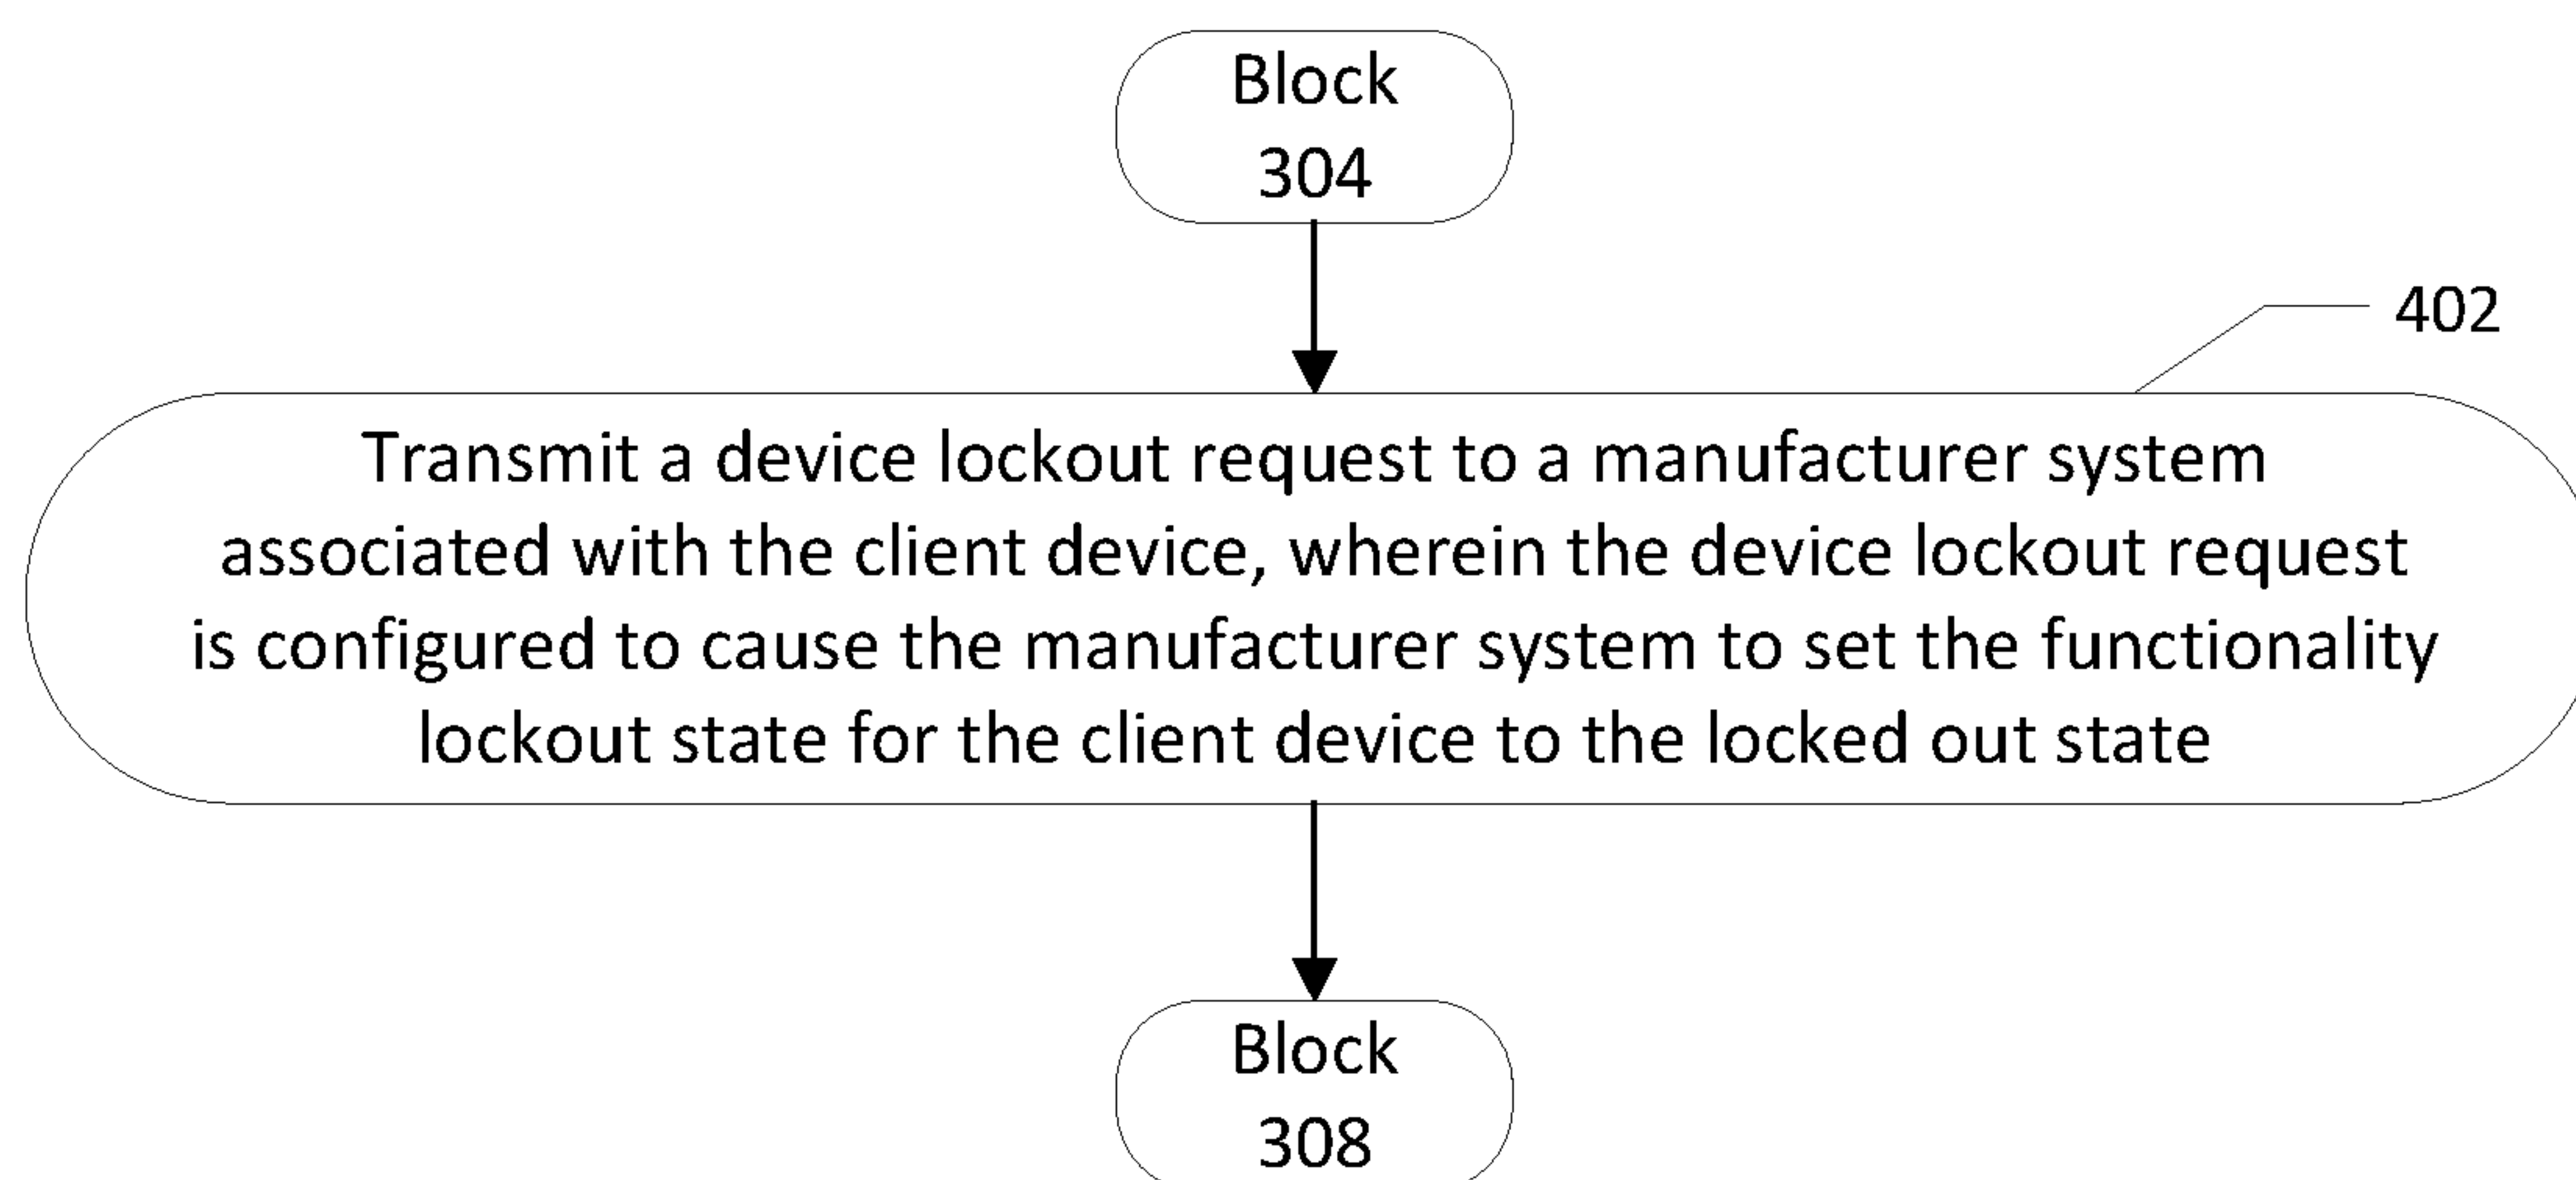 Block
304
402
Transmit a device lockout request to a manufacturer system
associated with the client device, wherein the device lockout request
is configured to cause the manufacturer system to set the functionality
lockout state for the client device to the locked out state
Block
308